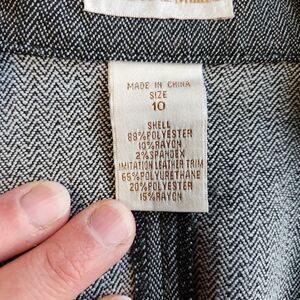 MADE IN CHINA
SIZE
10
SHELL
88%POLYESTER
10%RAYON
2%SPANDEX
IMITATION LEATHER TRIM
65%POLYURETHANE
20%POLYESTER
15%RAYON